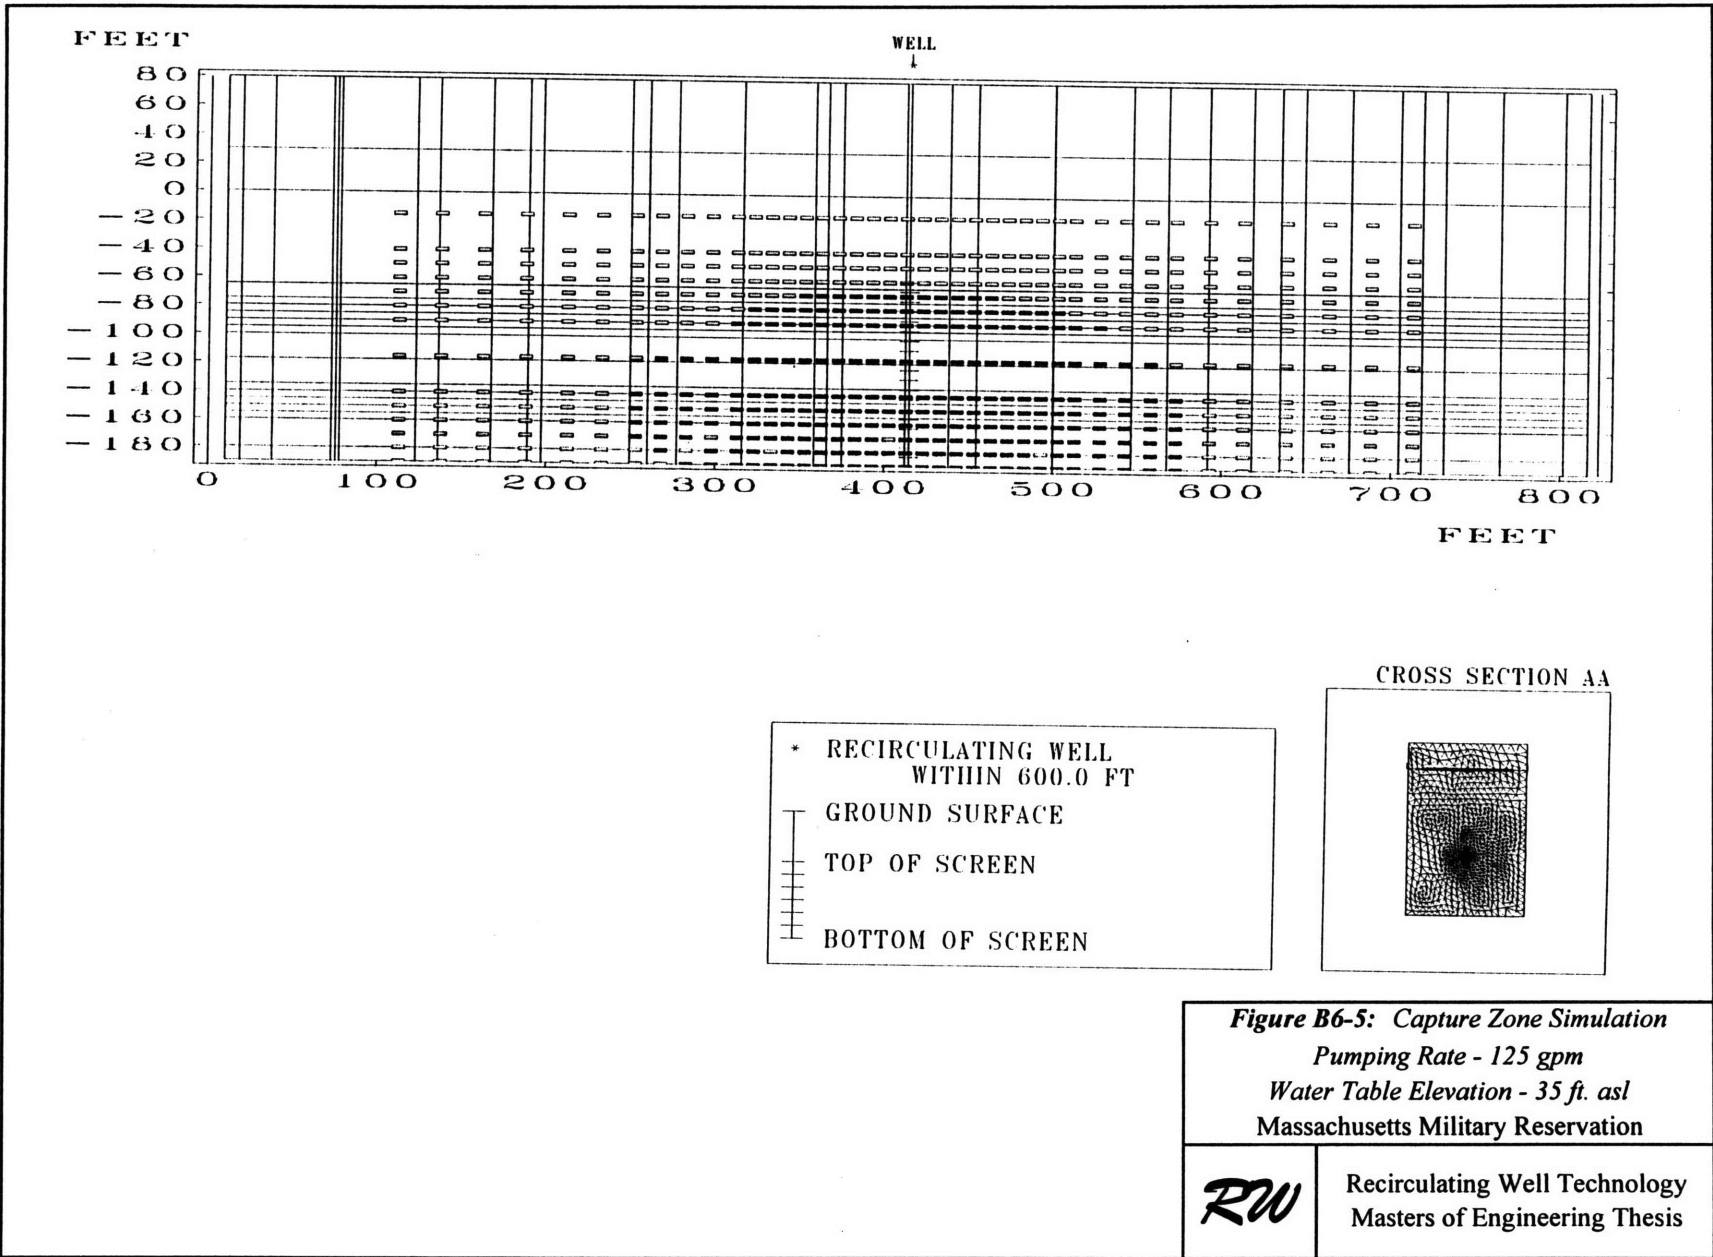 FEET
WELL
80
60
40
20
0
-20
-40
-60
-80
-100
-120
-140
-160
-180
0 100 200 300 400 500 600 700 800
FEET
CROSS SECTION AA
* RECIRCULATING WELL
WITHIN 600.0 FT
GROUND SURFACE
TOP OF SCREEN
BOTTOM OF SCREEN
Figure B6-5: Capture Zone Simulation
Pumping Rate - 125 gpm
Water Table Elevation - 35 ft. asl
Massachusetts Military Reservation
RW
Recirculating Well Technology
Masters of Engineering Thesis